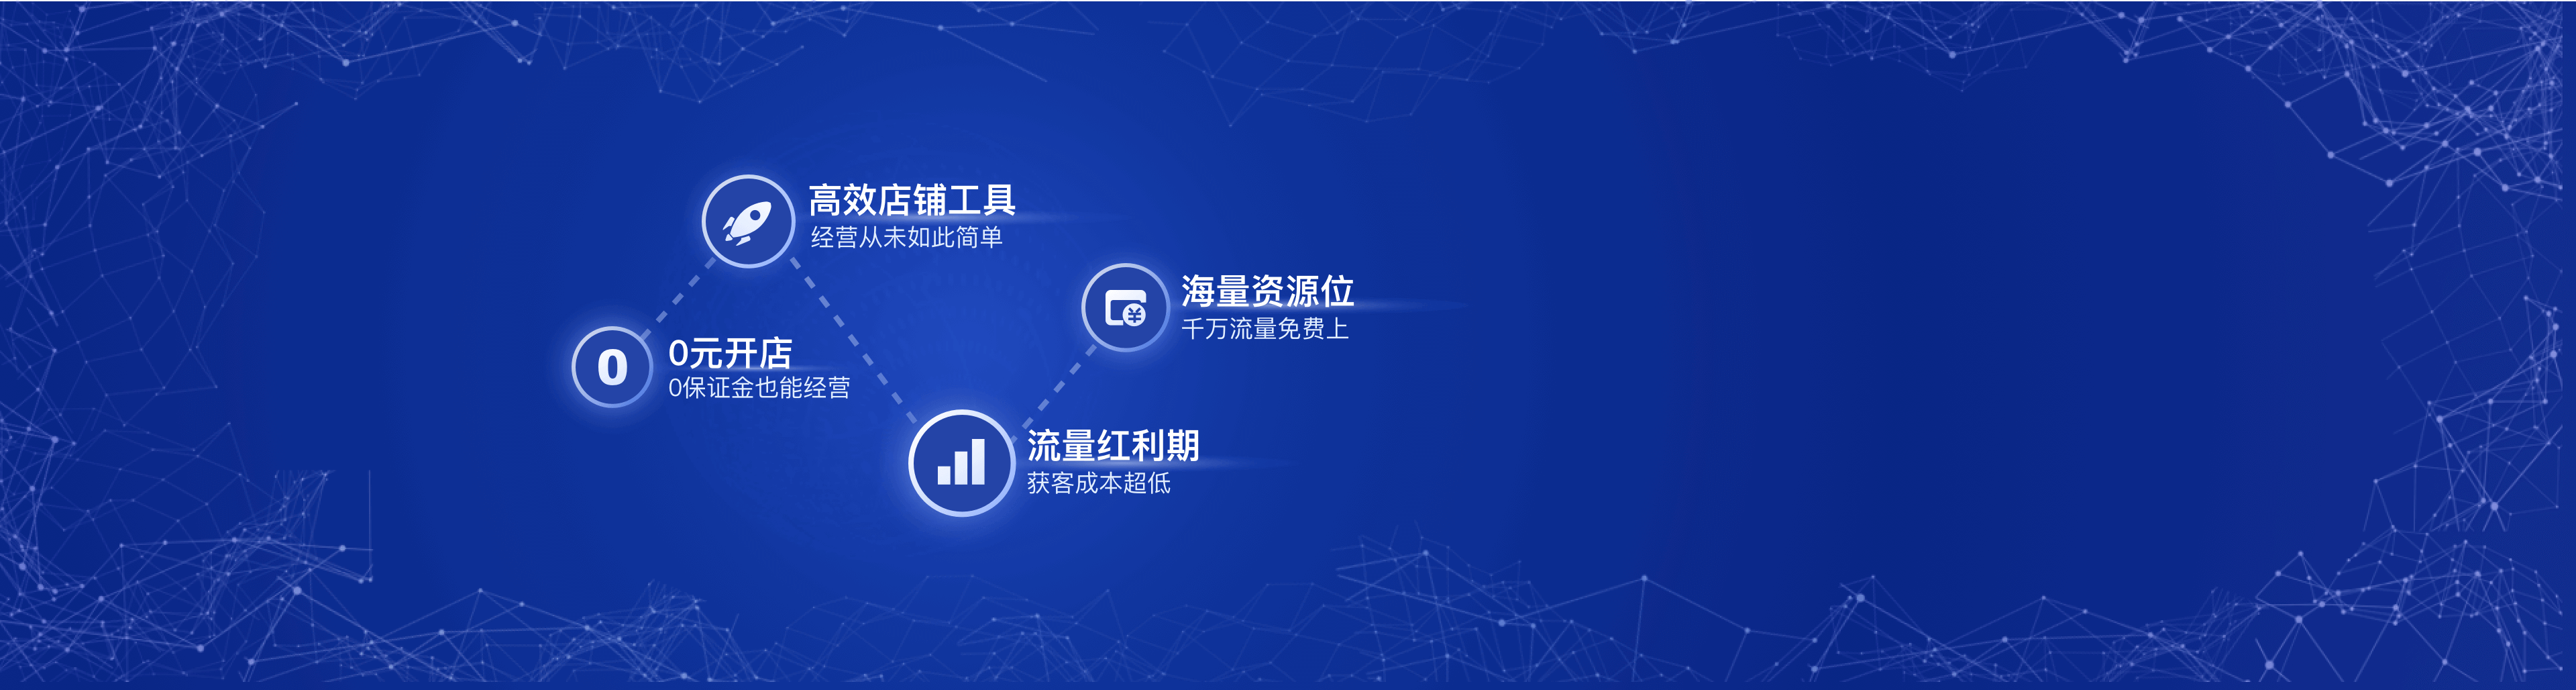 高效店铺工具
经营从未如此简单
海量资源位
千万流量免费上
0
0元开店
0保证金也能经营
流量红利期
获客成本超低